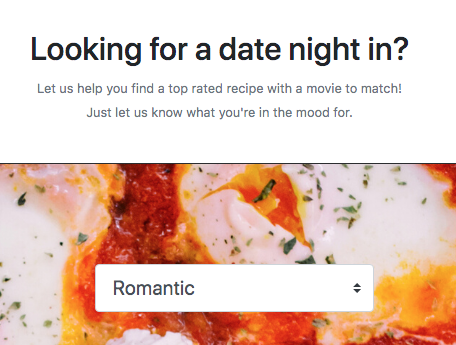 Looking for a date night in?
Let us help you find a top rated recipe with a movie to match!
Just let us know what you're in the mood for.
Romantic